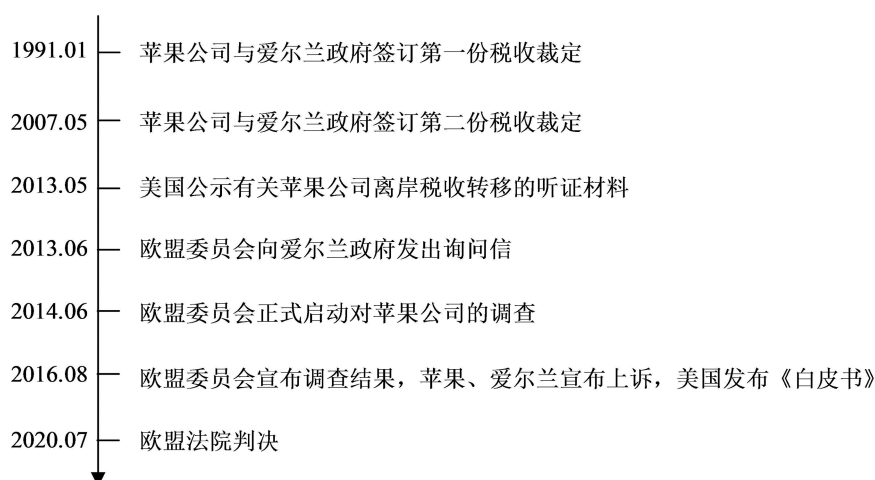 1991.01 苹果公司与爱尔兰政府签订第一份税收裁定
2007.05 苹果公司与爱尔兰政府签订第二份税收裁定
2013.05 美国公示有关苹果公司离岸税收转移的听证材料
2013.06 欧盟委员会向爱尔兰政府发出询问信
2014.06 欧盟委员会正式启动对苹果公司的调查
2016.08 欧盟委员会宣布调查结果，苹果、爱尔兰宣布上诉，美国发布《白皮书》
2020.07 欧盟法院判决